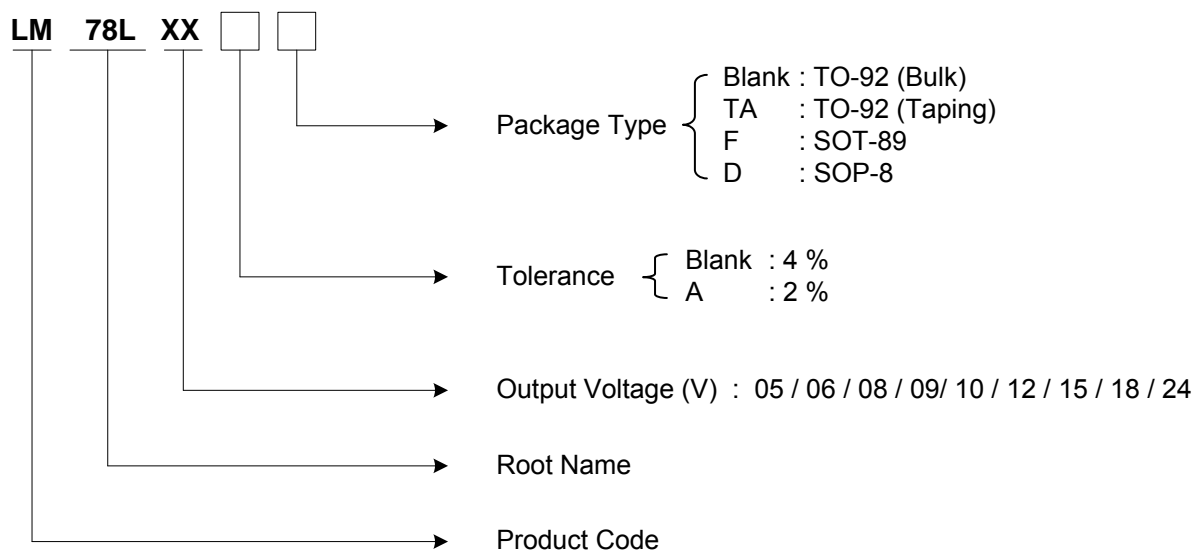 LM 78L XX
Package Type
Blank : TO-92 (Bulk)
TA : TO-92 (Taping)
F : SOT-89
D : SOP-8
Tolerance
Blank : 4 %
A : 2 %
Output Voltage (V) : 05 / 06 / 08 / 09/ 10 / 12 / 15 / 18 / 24
Root Name
Product Code